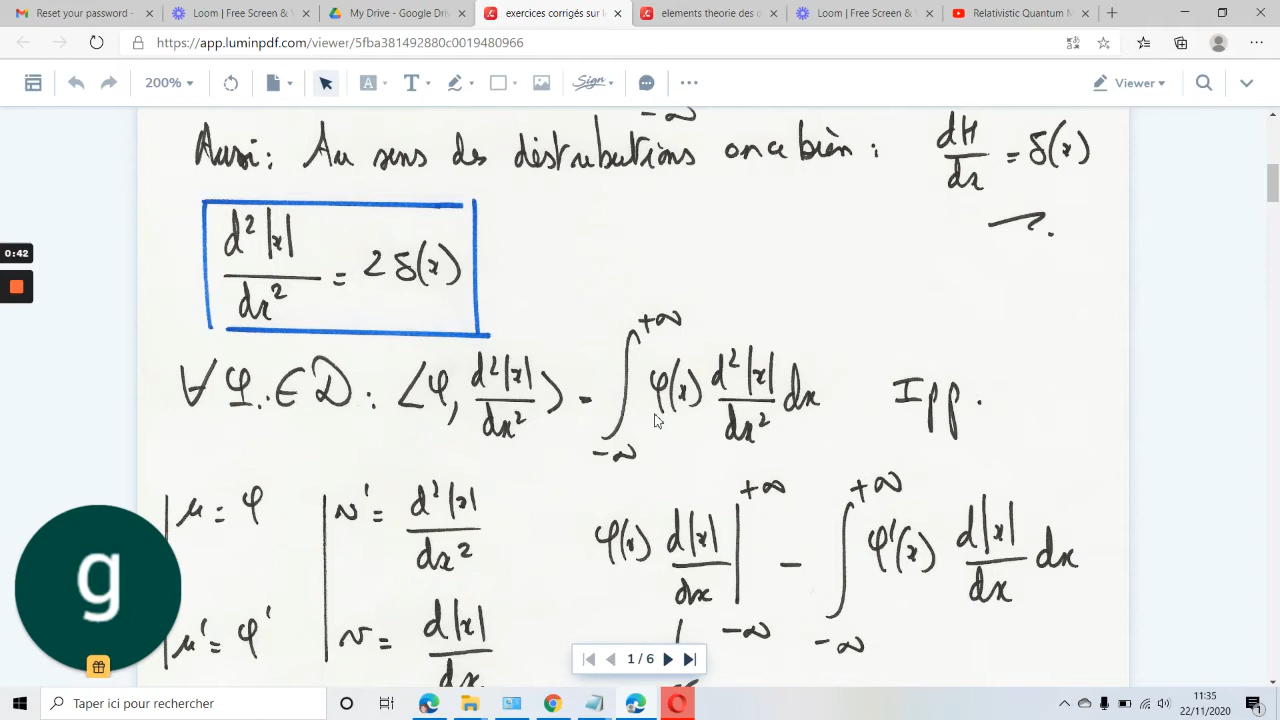 Reset your password -
Loom | Free Screen &
My Drive - Google Dri
exercices corrigés sur l
elements theorie des c
Loom | Free Screen &
Relativistic Quantum M
https://app.luminpdf.com/viewer/5fba381492880c0019480966
200%
A
T
Sign
Viewer
-∞
Aussi: Au sens des distributions on a bien : dH/dx = δ(x)
0:42
d²|x|/dx² = 2δ(x)
∀φ ∈ D : ⟨φ, d²|x|/dx²⟩ = ∫_{-∞}^{+∞} φ(x) d²|x|/dx² dx Ipp.
u = φ v' = d²|x|/dx² φ(x) d|x|/dx |_{-∞}^{+∞} - ∫_{-∞}^{+∞} φ'(x) d|x|/dx dx
g
u' = φ' v = d|x|/dx
1 / 6
Taper ici pour rechercher
11:35
22/11/2020
1